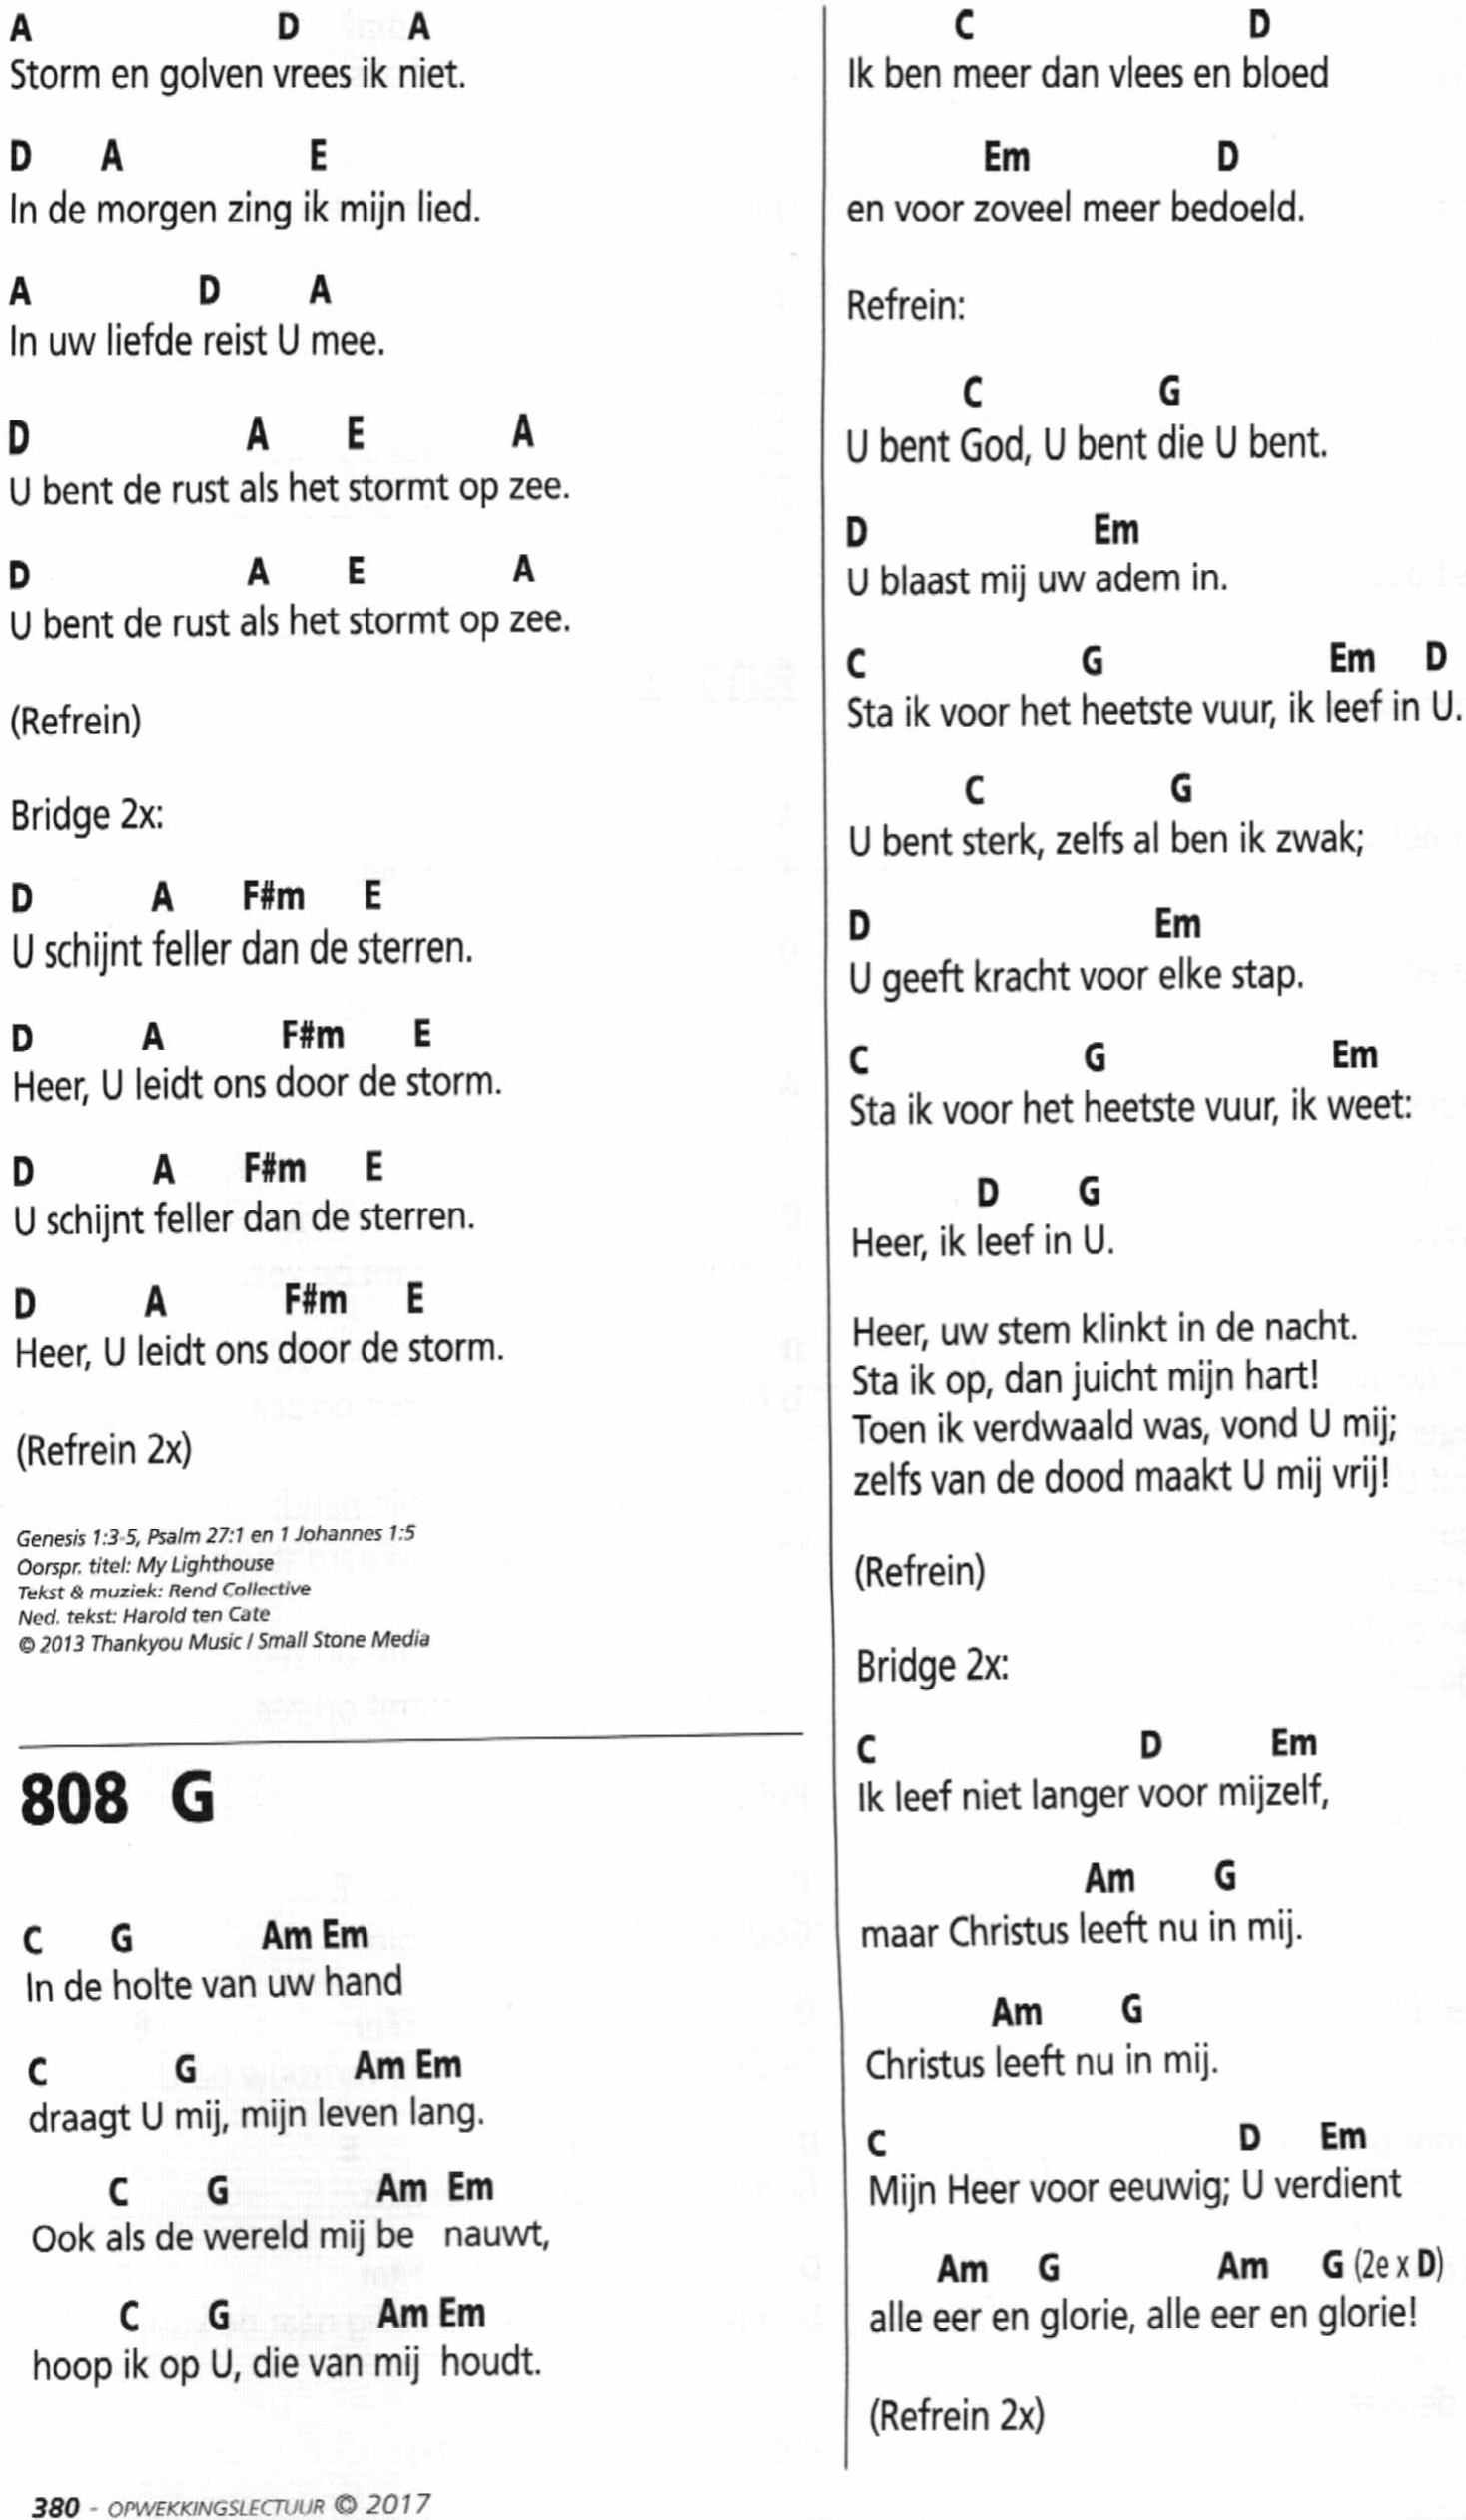 A D A
Storm en golven vrees ik niet.
D A E
In de morgen zing ik mijn lied.
A D A
In uw liefde reist U mee.
D A E A
U bent de rust als het stormt op zee.
D A E A
U bent de rust als het stormt op zee.
(Refrein)
Bridge 2x:
D A F#m E
U schijnt feller dan de sterren.
D A F#m E
Heer, U leidt ons door de storm.
D A F#m E
U schijnt feller dan de sterren.
D A F#m E
Heer, U leidt ons door de storm.
(Refrein 2x)
Genesis 1:3-5, Psalm 27:1 en 1 Johannes 1:5
Oorspr. titel: My Lighthouse
Tekst & muziek: Rend Collective
Ned. tekst: Harold ten Cate
© 2013 Thankyou Music / Small Stone Media
808 G
C G Am Em
In de holte van uw hand
C G Am Em
draagt U mij, mijn leven lang.
C G Am Em
Ook als de wereld mij be nauwt,
C G Am Em
hoop ik op U, die van mij houdt.
C D
Ik ben meer dan vlees en bloed
Em D
en voor zoveel meer bedoeld.
Refrein:
C G
U bent God, U bent die U bent.
D Em
U blaast mij uw adem in.
C G Em D
Sta ik voor het heetste vuur, ik leef in U.
C G
U bent sterk, zelfs al ben ik zwak;
D Em
U geeft kracht voor elke stap.
C G Em
Sta ik voor het heetste vuur, ik weet:
D G
Heer, ik leef in U.
Heer, uw stem klinkt in de nacht.
Sta ik op, dan juicht mijn hart!
Toen ik verdwaald was, vond U mij;
zelfs van de dood maakt U mij vrij!
(Refrein)
Bridge 2x:
C D Em
Ik leef niet langer voor mijzelf,
Am G
maar Christus leeft nu in mij.
Am G
Christus leeft nu in mij.
C D Em
Mijn Heer voor eeuwig; U verdient
Am G Am G (2e x D)
alle eer en glorie, alle eer en glorie!
(Refrein 2x)
380 - OPWEKKINGSLECTUUR © 2017